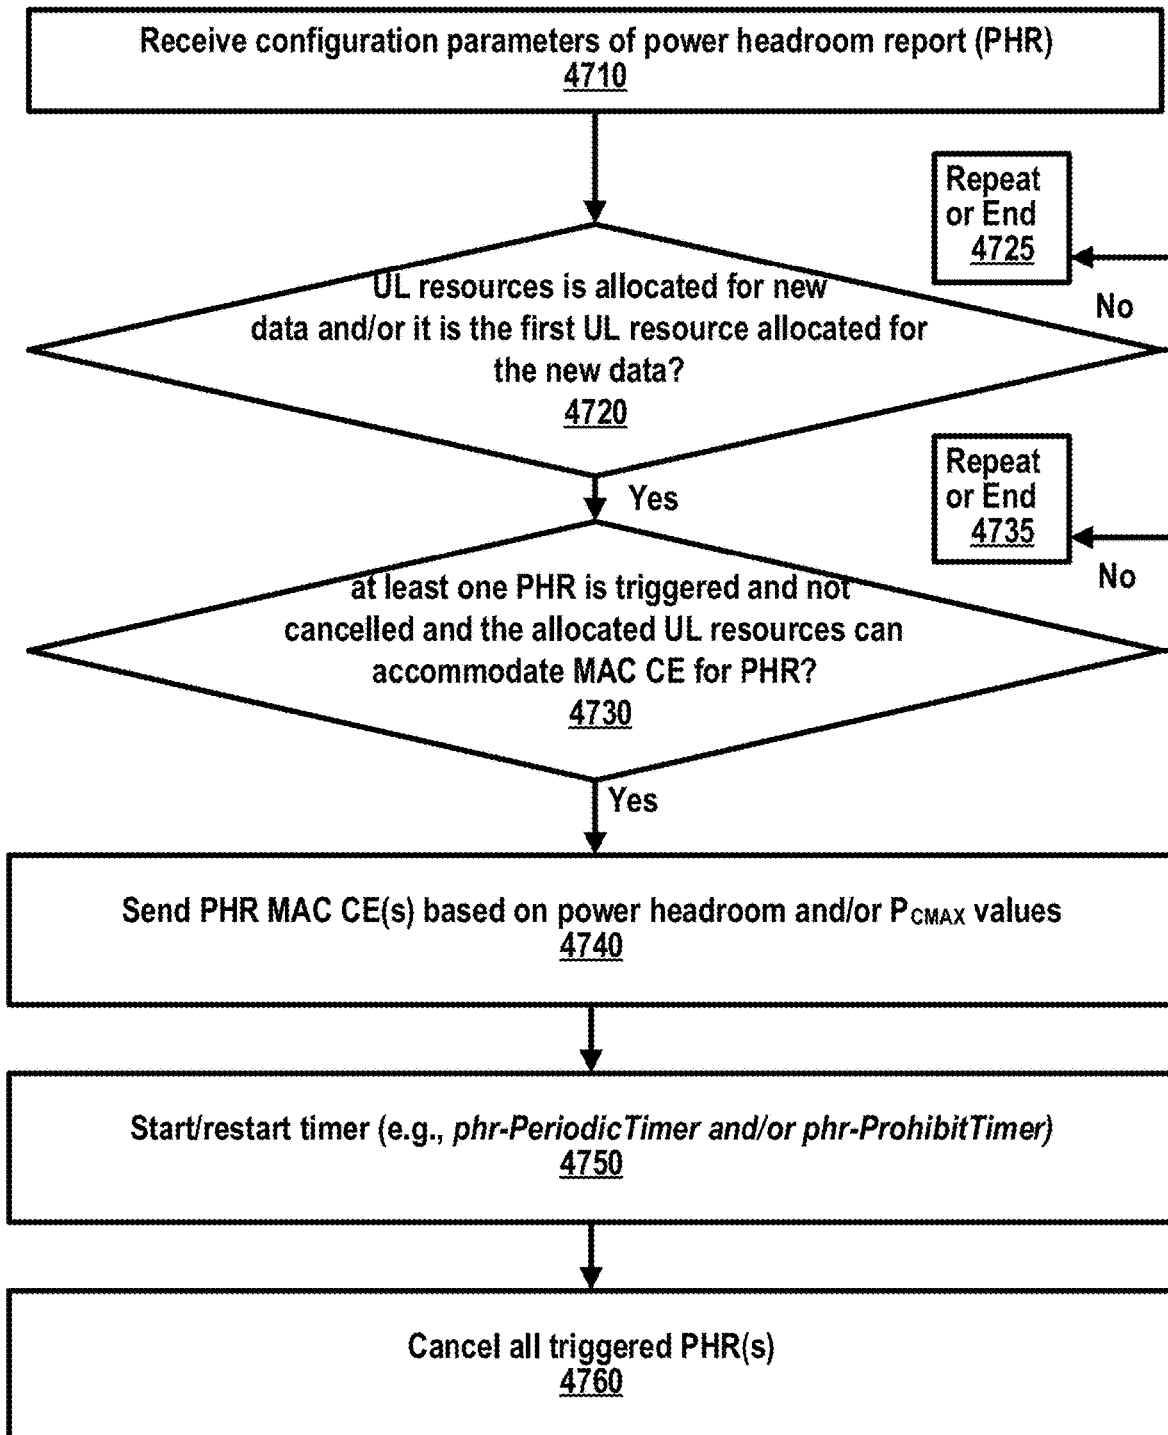 Receive configuration parameters of power headroom report (PHR)
4710
Repeat
or End
4725
No
UL resources is allocated for new
data and/or it is the first UL resource allocated for
the new data?
4720
Yes
Repeat
or End
4735
No
at least one PHR is triggered and not
cancelled and the allocated UL resources can
accommodate MAC CE for PHR?
4730
Yes
Send PHR MAC CE(s) based on power headroom and/or PCMAX values
4740
Start/restart timer (e.g., phr-PeriodicTimer and/or phr-ProhibitTimer)
4750
Cancel all triggered PHR(s)
4760